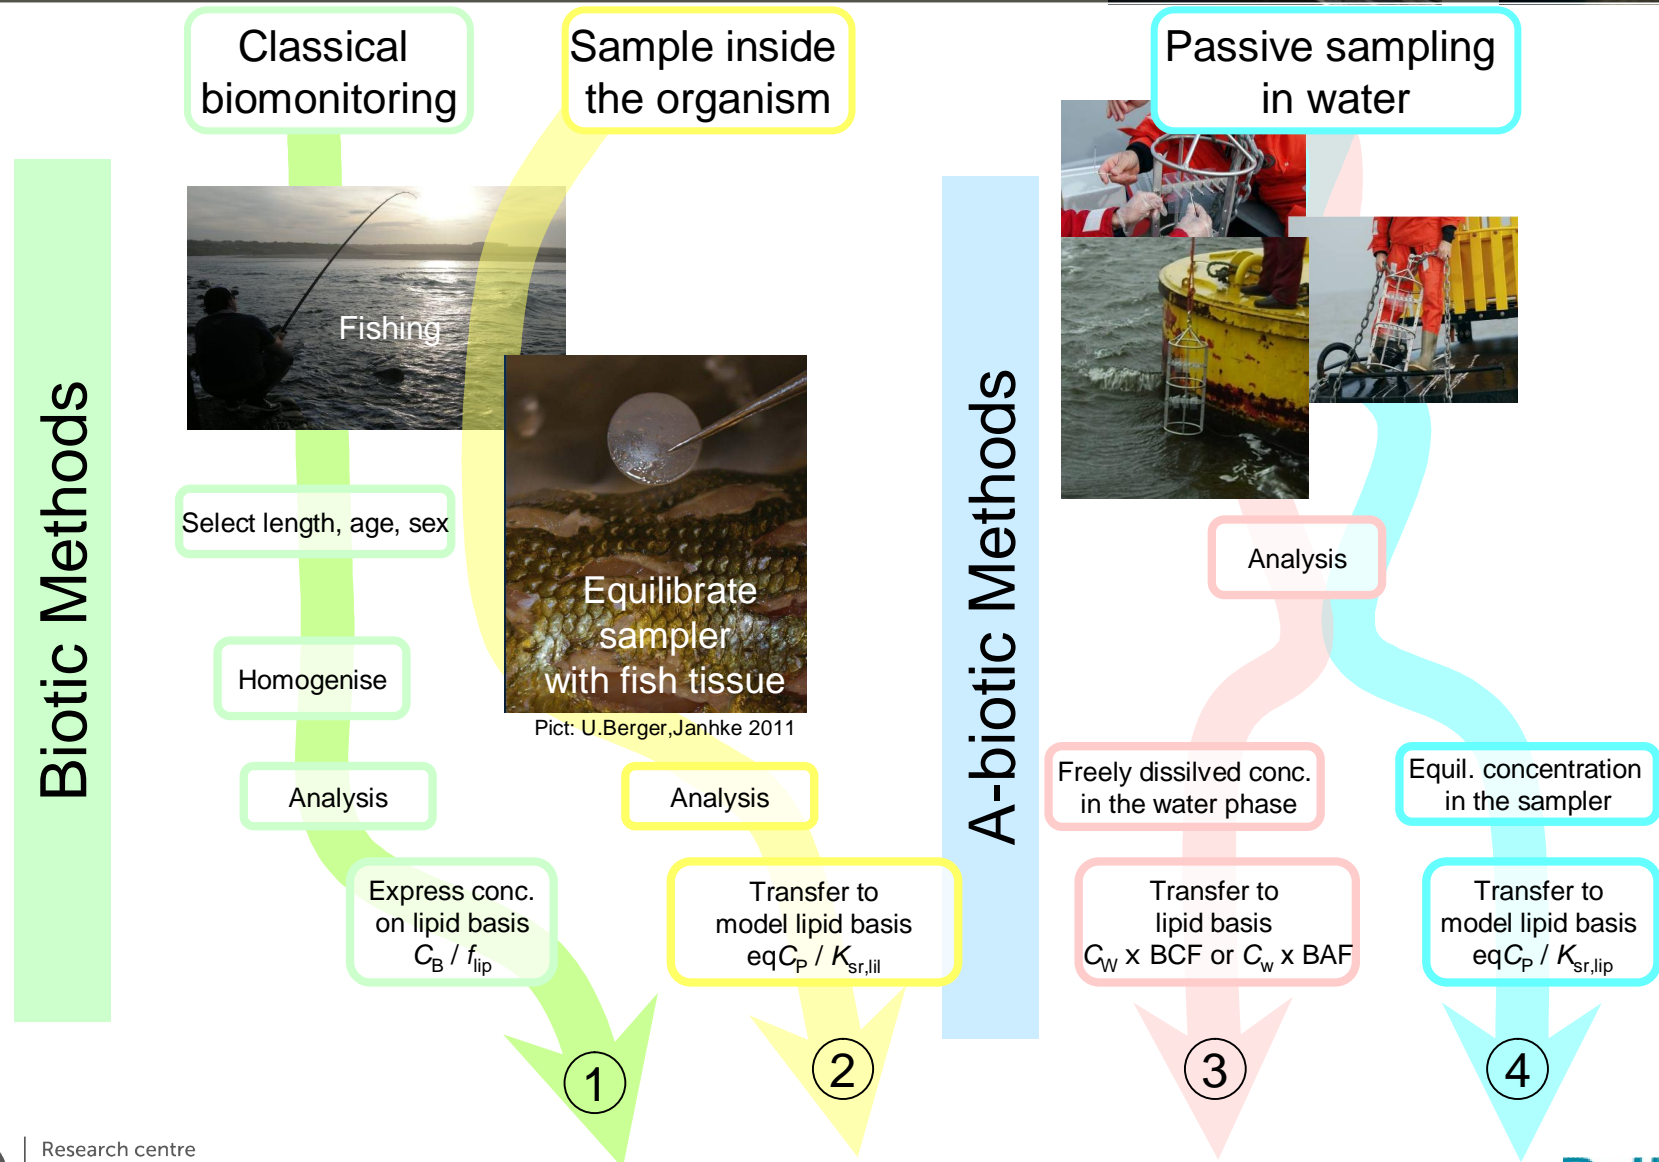 Classical
biomonitoring
Sample inside
the organism
Passive sampling
in water
Biotic Methods
Fishing
Select length, age, sex
Homogenise
Analysis
Express conc.
on lipid basis
CB / flip
Equilibrate
sampler
with fish tissue
Pict: U.Berger,Janhke 2011
Analysis
Transfer to
model lipid basis
eqCP / Ksr,lil
A-biotic Methods
Analysis
Freely dissilved conc.
in the water phase
Transfer to
lipid basis
CW x BCF or Cw x BAF
Equil. concentration
in the sampler
Transfer to
model lipid basis
eqCP / Ksr,lip
1
2
3
4
Research centre